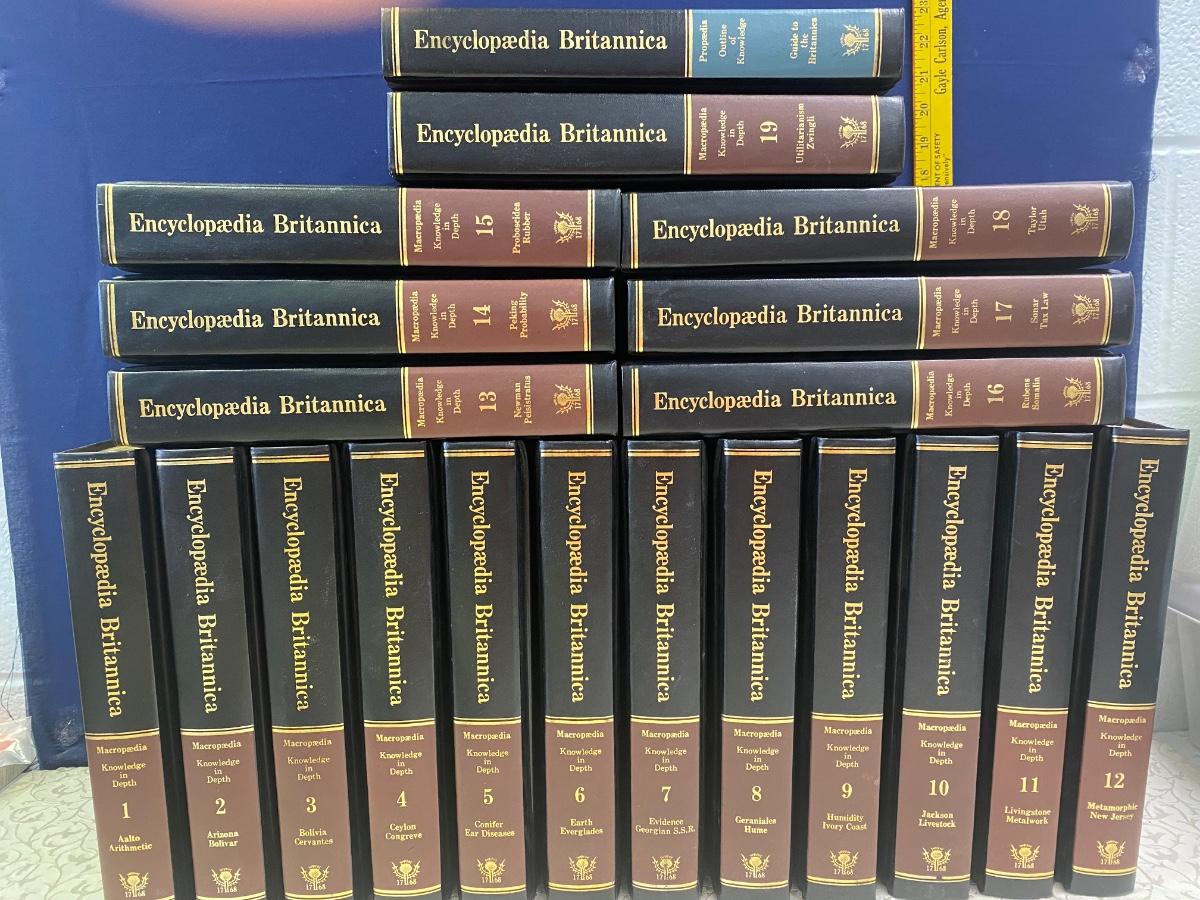 Encyclopædia Britannica
Propædia
Outline
of
Knowledge
Guide to
the
Britannica
1768
Encyclopædia Britannica
Macropædia
Knowledge
in
Depth
19
Utilitarianism
Zwingli
1768
18 19 20 21 22 23
Gayle Carlson, Age
ENT OF SAFETY
ensively"
Encyclopædia Britannica
Macropædia
Knowledge
in
Depth
15
Proboscidea
Rubber
1768
Encyclopædia Britannica
Macropædia
Knowledge
in
Depth
18
Taylor
Utah
1768
Encyclopædia Britannica
Macropædia
Knowledge
in
Depth
14
Peking
Probability
1768
Encyclopædia Britannica
Macropædia
Knowledge
in
Depth
17
Sonar
Tax Law
1768
Encyclopædia Britannica
Macropædia
Knowledge
in
Depth
13
Newman
Peisistratus
1768
Encyclopædia Britannica
Macropædia
Knowledge
in
Depth
16
Rubens
Somalia
1768
Encyclopædia Britannica
Macropædia
Knowledge
in
Depth
1
Aalto
Arithmetic
1768
Encyclopædia Britannica
Macropædia
Knowledge
in
Depth
2
Arizona
Bolivar
1768
Encyclopædia Britannica
Macropædia
Knowledge
in
Depth
3
Bolivia
Cervantes
1768
Encyclopædia Britannica
Macropædia
Knowledge
in
Depth
4
Ceylon
Congreve
1768
Encyclopædia Britannica
Macropædia
Knowledge
in
Depth
5
Conifer
Ear Diseases
1768
Encyclopædia Britannica
Macropædia
Knowledge
in
Depth
6
Earth
Everglades
1768
Encyclopædia Britannica
Macropædia
Knowledge
in
Depth
7
Evidence
Georgian S.S.R.
1768
Encyclopædia Britannica
Macropædia
Knowledge
in
Depth
8
Geraniales
Hume
1768
Encyclopædia Britannica
Macropædia
Knowledge
in
Depth
9
Humidity
Ivory Coast
1768
Encyclopædia Britannica
Macropædia
Knowledge
in
Depth
10
Jackson
Livestock
1768
Encyclopædia Britannica
Macropædia
Knowledge
in
Depth
11
Livingstone
Metalwork
1768
Encyclopædia Britannica
Macropædia
Knowledge
in
Depth
12
Metamorphic
New Jersey
1768